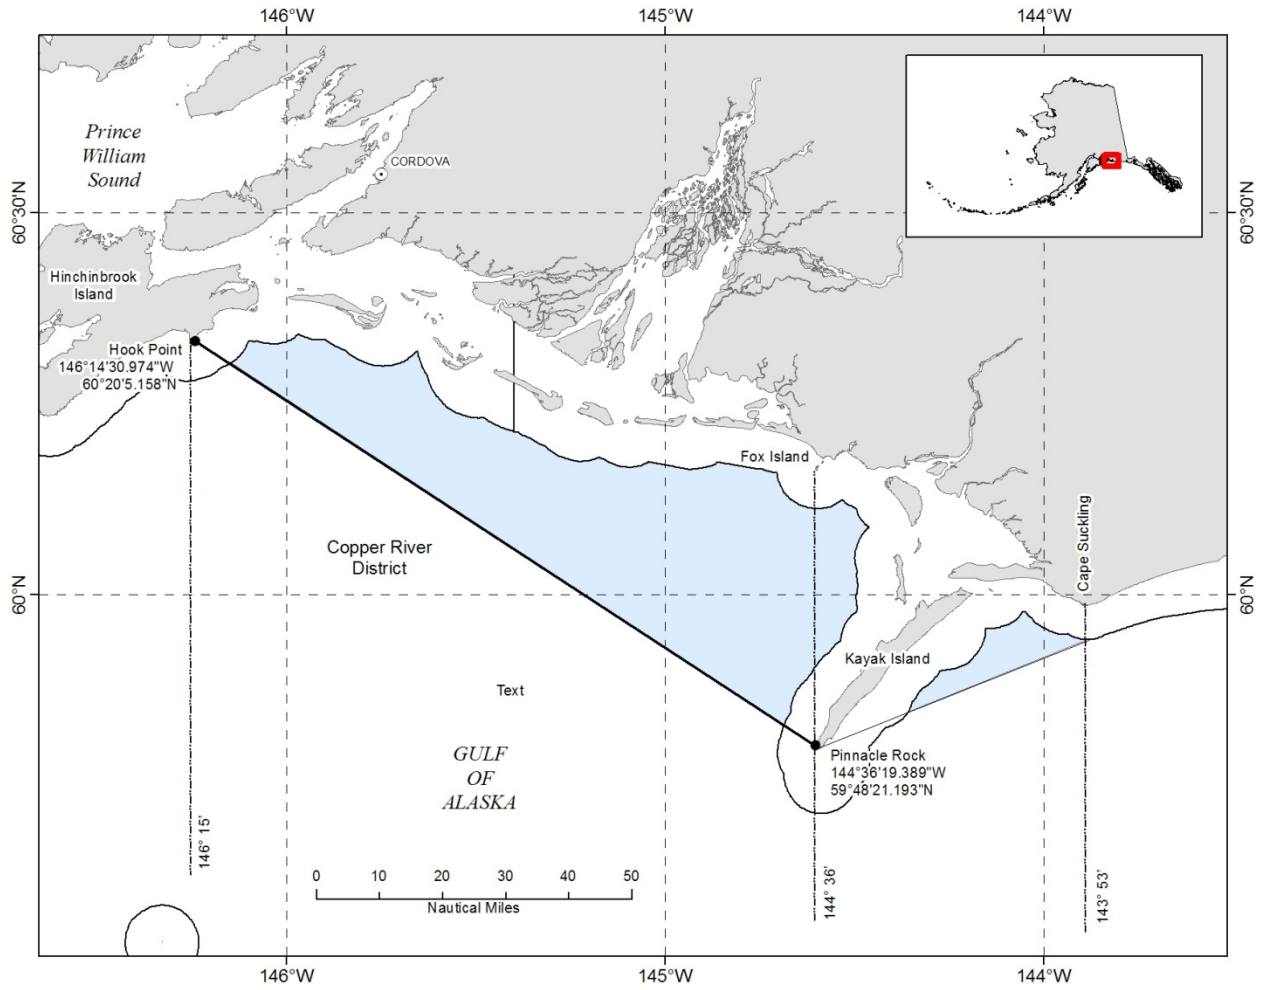 146°W
145°W
144°W
Prince
William
Sound
CORDOVA
60°30'N
60°30'N
Hinchinbrook
Island
Hook Point
146°14'30.974"W
60°20'5.158"N
Fox Island
Cape Suckling
Copper River
District
60°N
60°N
Kayak Island
Text
GULF
OF
ALASKA
Pinnacle Rock
144°36'19.389"W
59°48'21.193"N
146° 15'
144° 36'
143° 53'
0 10 20 30 40 50
Nautical Miles
146°W
145°W
144°W